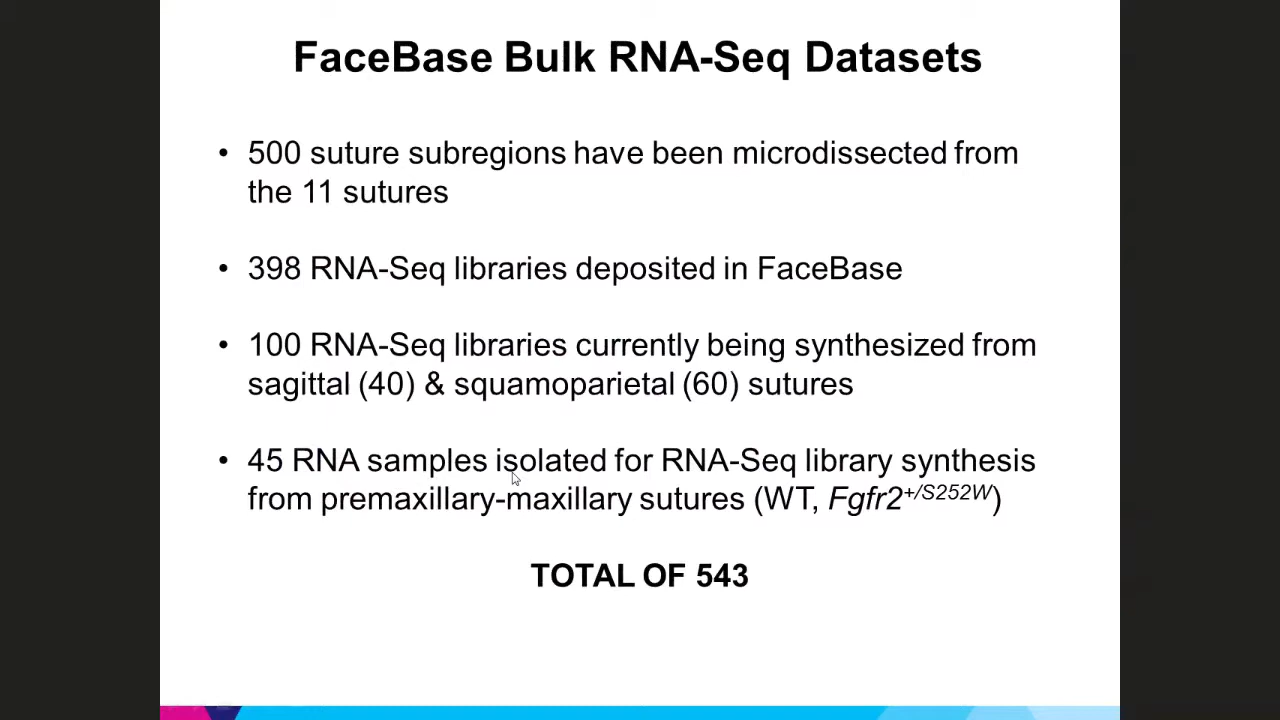 FaceBase Bulk RNA-Seq Datasets
• 500 suture subregions have been microdissected from
the 11 sutures
• 398 RNA-Seq libraries deposited in FaceBase
• 100 RNA-Seq libraries currently being synthesized from
sagittal (40) & squamoparietal (60) sutures
• 45 RNA samples isolated for RNA-Seq library synthesis
from premaxillary-maxillary sutures (WT, Fgfr2+/S252W)
TOTAL OF 543